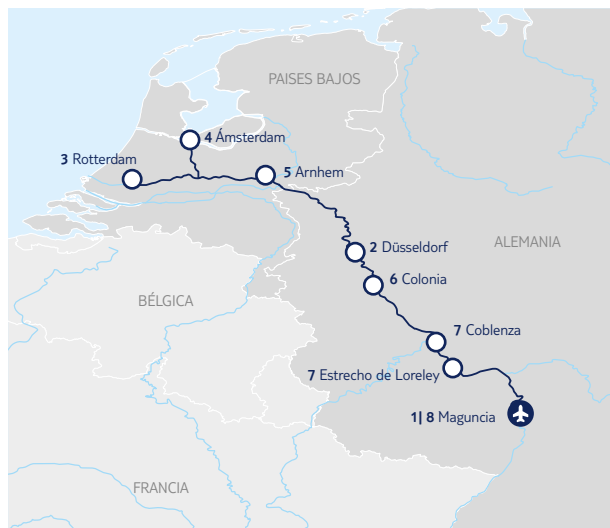 PAISES BAJOS
4 Ámsterdam
3 Rotterdam
5 Arnhem
2 Düsseldorf
ALEMANIA
6 Colonia
BÉLGICA
7 Coblenza
7 Estrecho de Loreley
1| 8 Maguncia
FRANCIA